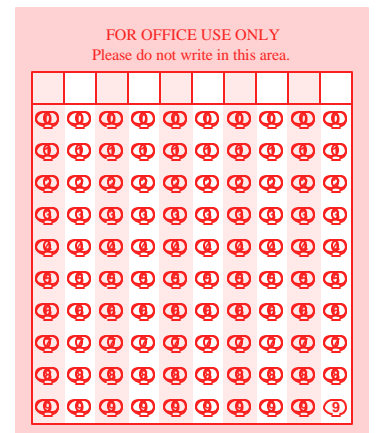 FOR OFFICE USE ONLY
Please do not write in this area.
0 0 0 0 0 0 0 0 0 0
1 1 1 1 1 1 1 1 1 1
2 2 2 2 2 2 2 2 2 2
3 3 3 3 3 3 3 3 3 3
4 4 4 4 4 4 4 4 4 4
5 5 5 5 5 5 5 5 5 5
6 6 6 6 6 6 6 6 6 6
7 7 7 7 7 7 7 7 7 7
8 8 8 8 8 8 8 8 8 8
9 9 9 9 9 9 9 9 9 9